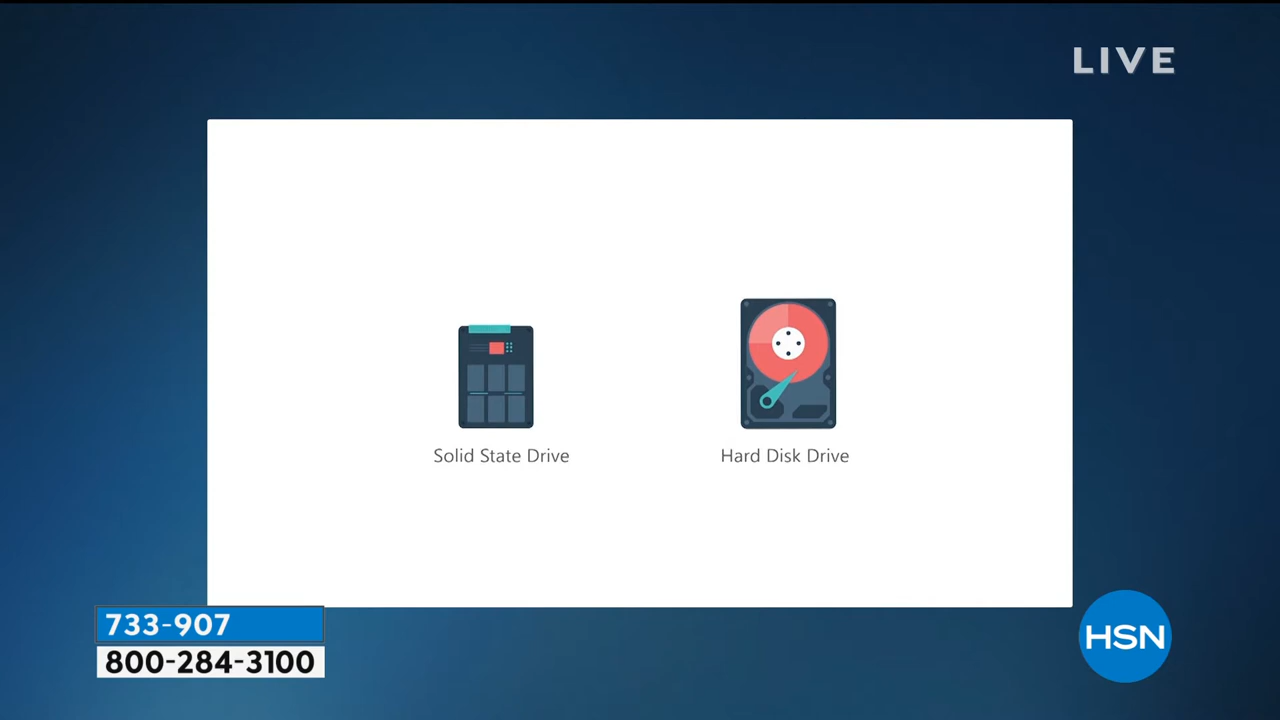 LIVE
Solid State Drive
Hard Disk Drive
733-907
800-284-3100
HSN